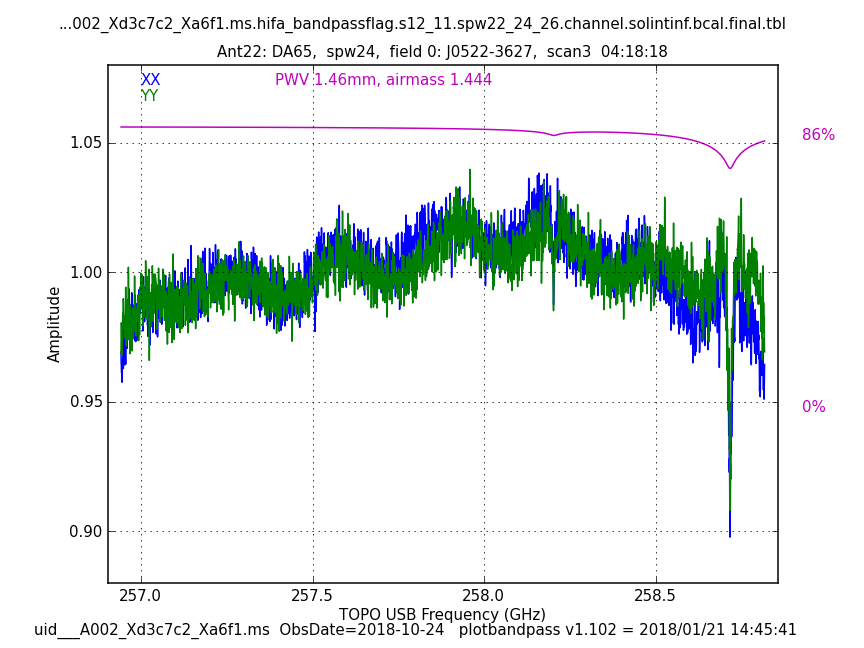 ...002_Xd3c7c2_Xa6f1.ms.hifa_bandpassflag.s12_11.spw22_24_26.channel.solintinf.bcal.final.tbl
Ant22: DA65,  spw24,  field 0: J0522-3627,  scan3  04:18:18
XX
PWV 1.46mm, airmass 1.444
YY
86%
1.05
1.00
Amplitude
0.95
0%
0.90
257.0
257.5
258.0
258.5
TOPO USB Frequency (GHz)
uid___A002_Xd3c7c2_Xa6f1.ms  ObsDate=2018-10-24   plotbandpass v1.102 = 2018/01/21 14:45:41